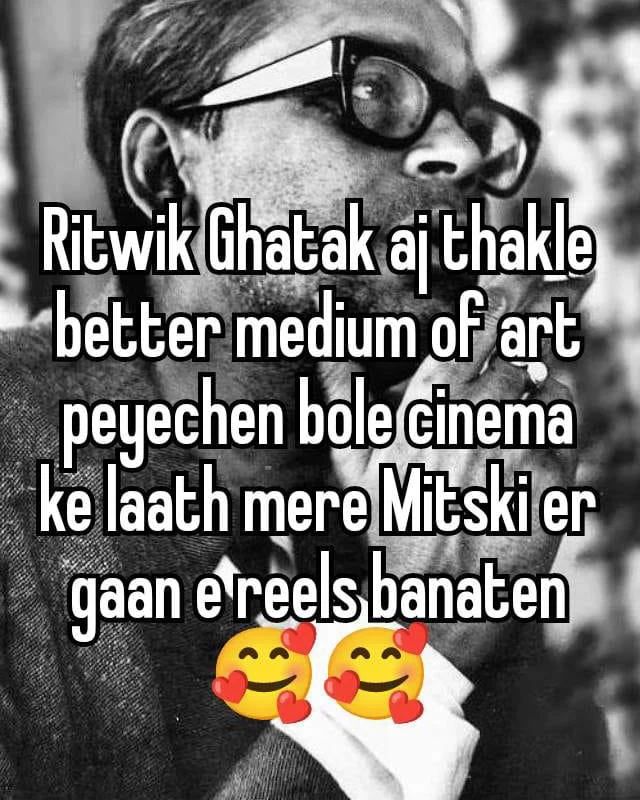 Ritwik Ghatak aj thakle
better medium of art
peyechen bole cinema
ke laath mere Mitski er
gaan e reels banaten
🥰🥰